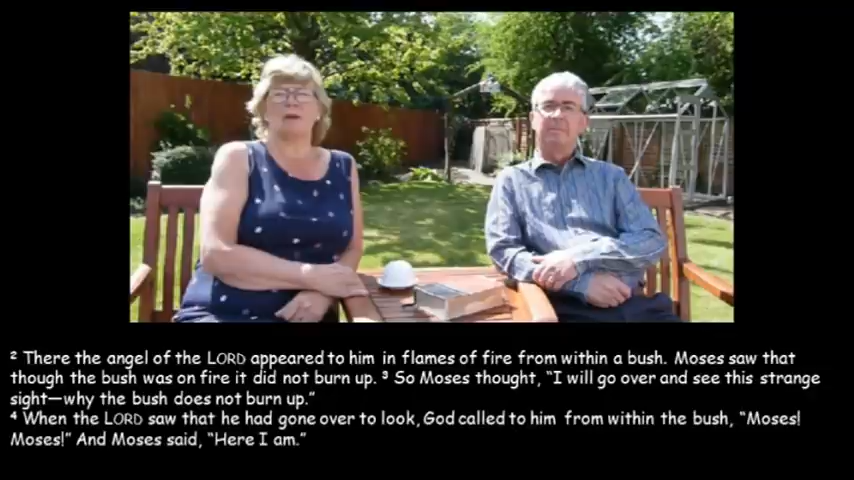 ² There the angel of the LORD appeared to him in flames of fire from within a bush. Moses saw that
though the bush was on fire it did not burn up. ³ So Moses thought, “I will go over and see this strange
sight—why the bush does not burn up.”
⁴ When the LORD saw that he had gone over to look, God called to him from within the bush, “Moses!
Moses!” And Moses said, “Here I am.”